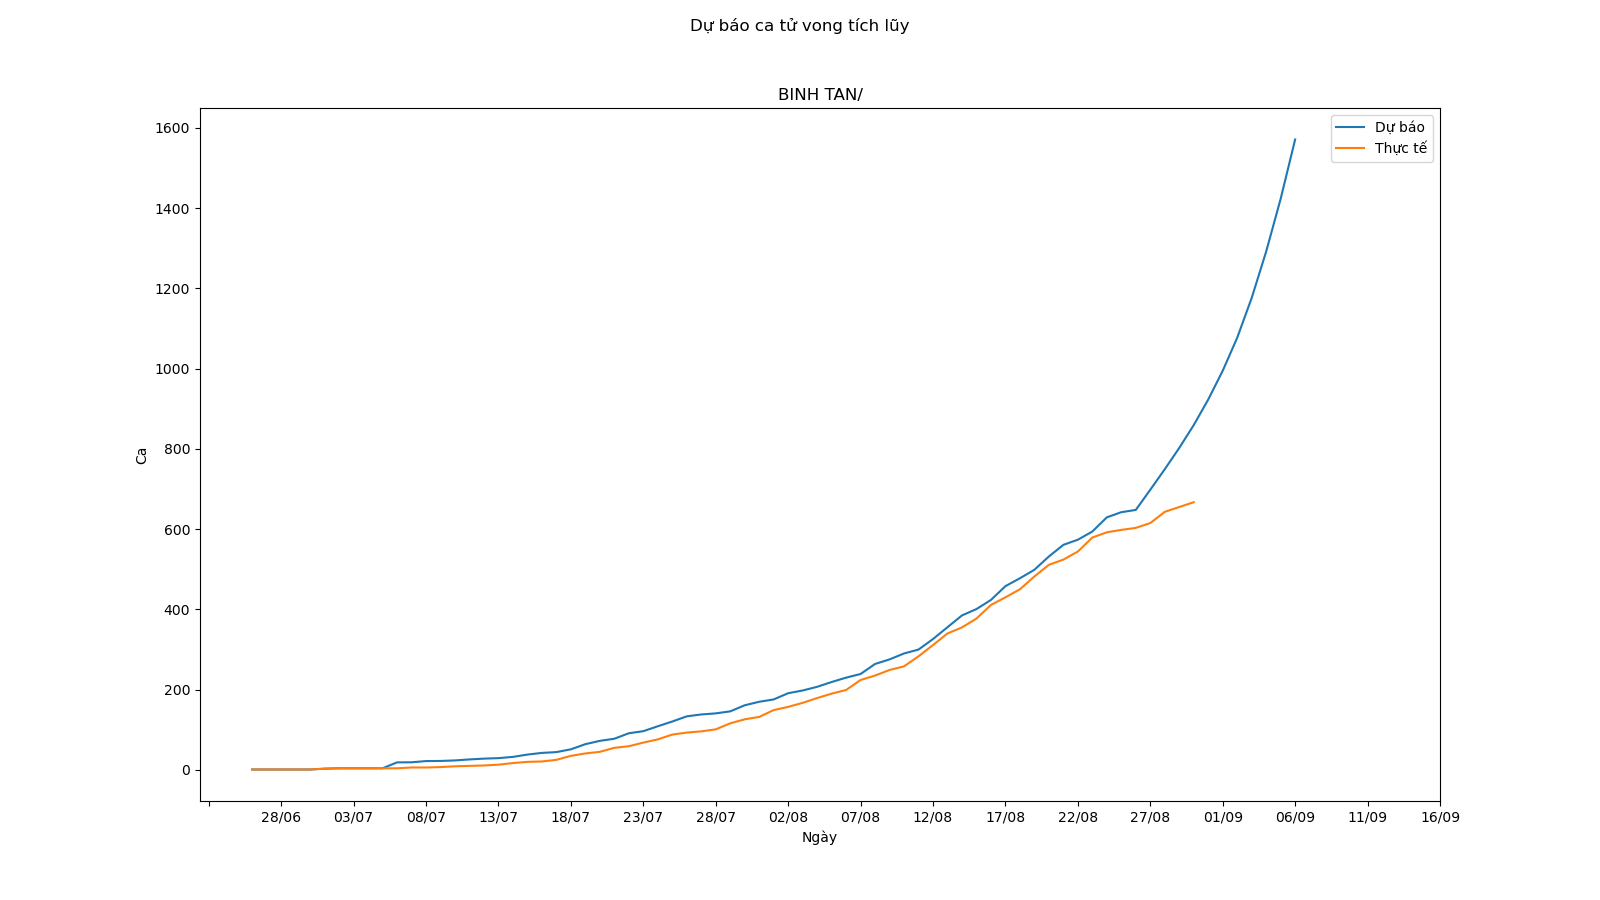 Dự báo ca tử vong tích lũy
BINH TAN/
Dự báo
Thực tế
1600
1400
1200
1000
800
600
400
200
0
Ca
28/06 03/07 08/07 13/07 18/07 23/07 28/07 02/08 07/08 12/08 17/08 22/08 27/08 01/09 06/09 11/09 16/09
Ngày